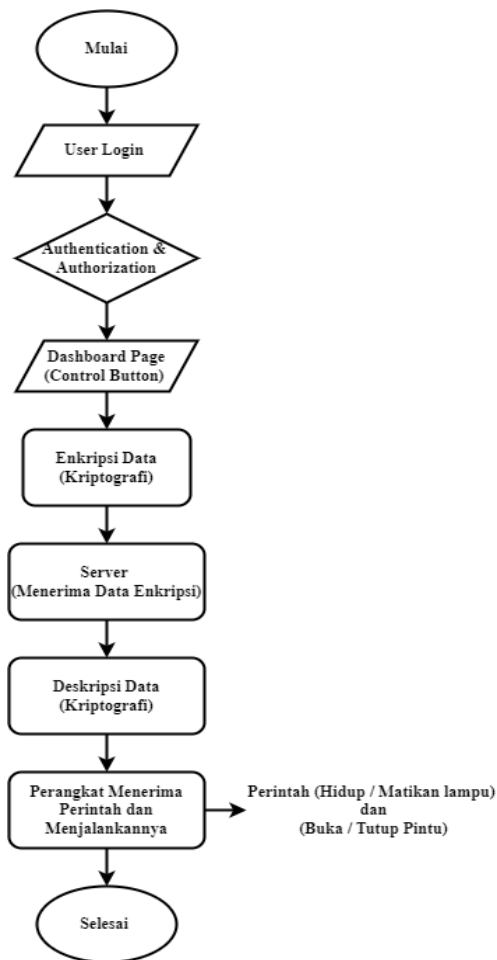 Mulai
User Login
Authentication &
Authorization
Dashboard Page
(Control Button)
Enkripsi Data
(Kriptografi)
Server
(Menerima Data Enkripsi)
Deskripsi Data
(Kriptografi)
Perangkat Menerima
Perintah dan
Menjalankannya
Perintah (Hidup / Matikan lampu)
dan
(Buka / Tutup Pintu)
Selesai